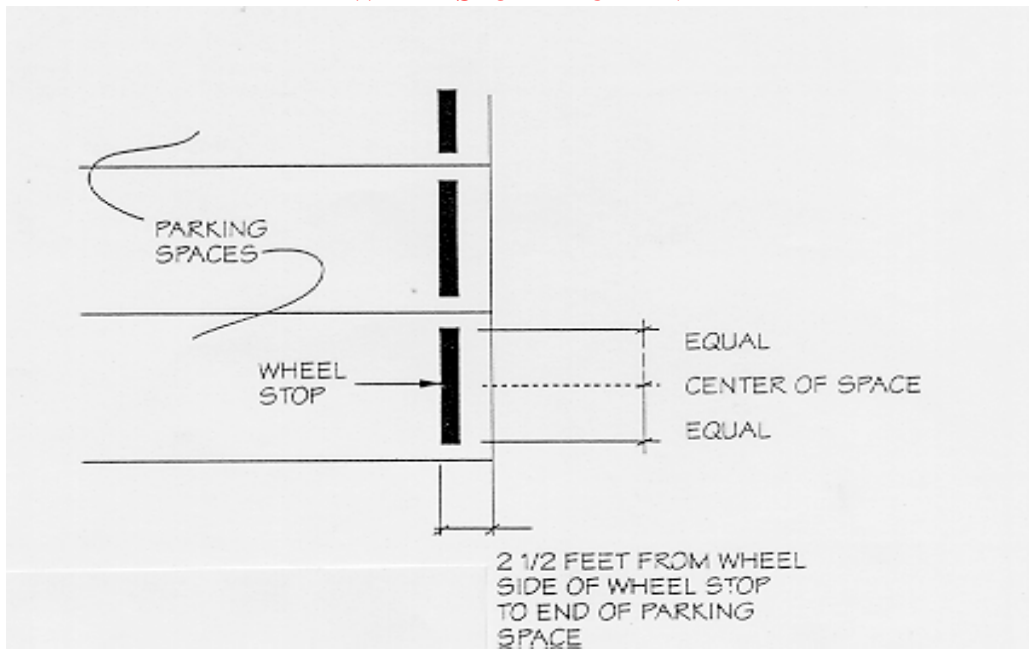 PARKING
SPACES
WHEEL
STOP
EQUAL
CENTER OF SPACE
EQUAL
2 1/2 FEET FROM WHEEL
SIDE OF WHEEL STOP
TO END OF PARKING
SPACE